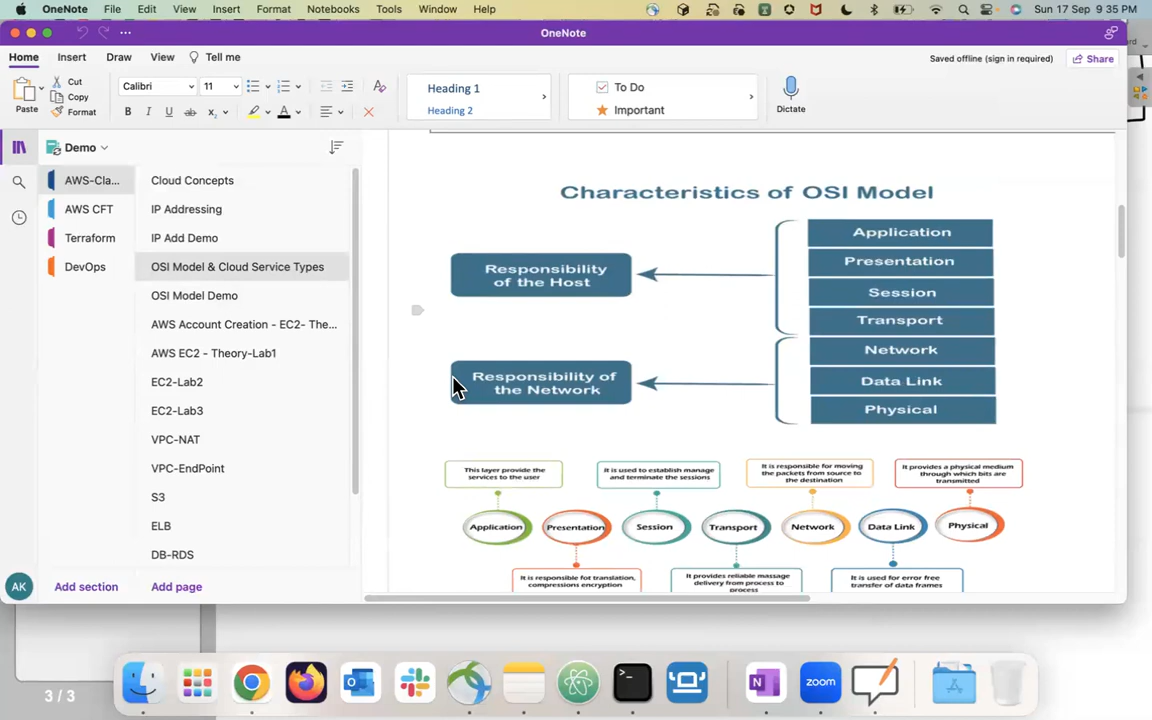 OneNote File Edit View Insert Format Notebooks Tools Window Help Sun 17 Sep 9:35 PM
OneNote
Home Insert Draw View Tell me Saved offline (sign in required) Share
Paste Cut Copy Format
Calibri 11
B I U ab X2 A
Heading 1
Heading 2
To Do
Important
Dictate
Demo
AWS-Cla...
AWS CFT
Terraform
DevOps
Cloud Concepts
IP Addressing
IP Add Demo
OSI Model & Cloud Service Types
OSI Model Demo
AWS Account Creation - EC2- The...
AWS EC2 - Theory-Lab1
EC2-Lab2
EC2-Lab3
VPC-NAT
VPC-EndPoint
S3
ELB
DB-RDS
AK
Add section
Add page
Characteristics of OSI Model
Responsibility
of the Host
Responsibility of
the Network
Application
Presentation
Session
Transport
Network
Data Link
Physical
This layer provide the
services to the user
It is used to establish manage
and terminate the sessions
It is responsible for moving
the packets from source to
the destination
It provides a physical medium
through which bits are
transmitted
Application
Presentation
Session
Transport
Network
Data Link
Physical
It is responsible fot translation,
compressions encryption
It provides reliable massage
delivery from process to
process
It is used for error free
transfer of data frames
3 / 3
zoom